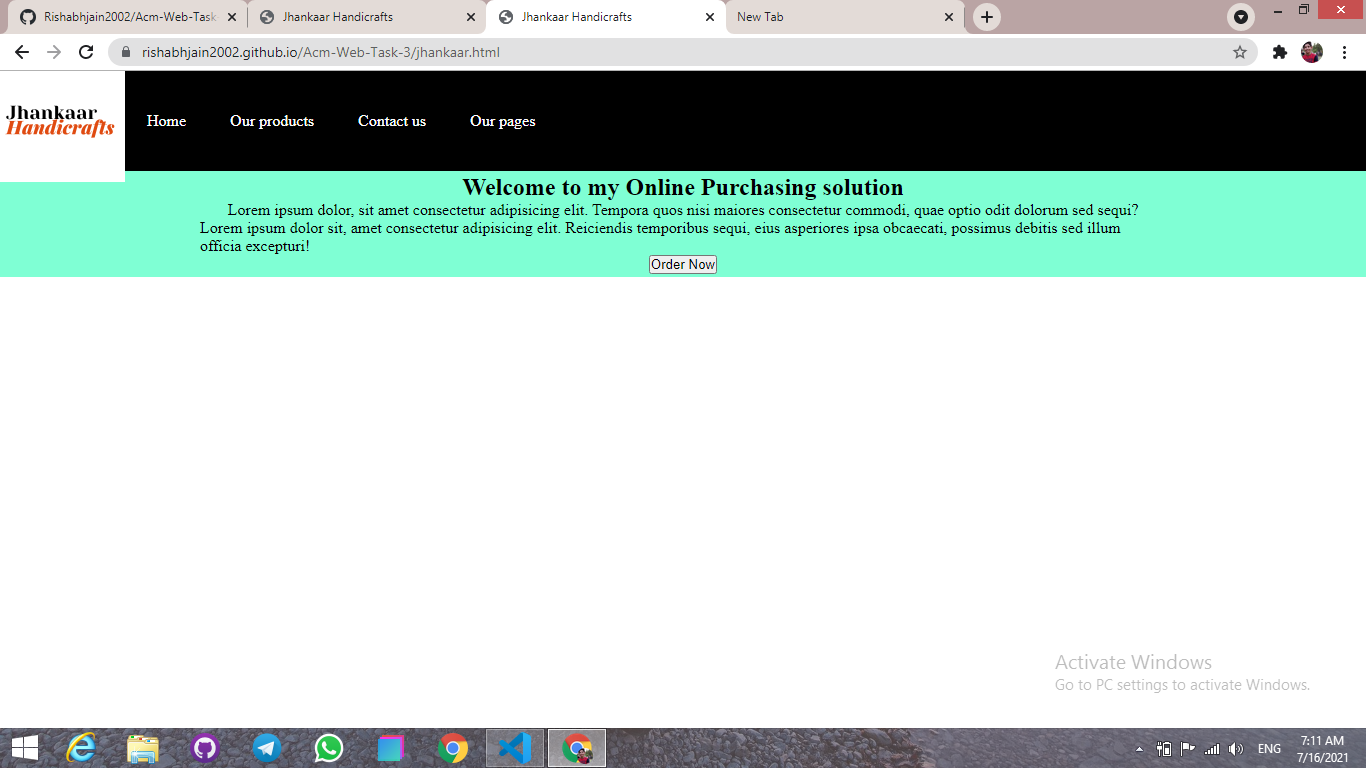 Rishabhjain2002/Acm-Web-Task
Jhankaar Handicrafts
Jhankaar Handicrafts
New Tab
rishabhjain2002.github.io/Acm-Web-Task-3/jhankaar.html
Jhankaar
Handicrafts
Home
Our products
Contact us
Our pages
Welcome to my Online Purchasing solution
Lorem ipsum dolor, sit amet consectetur adipisicing elit. Tempora quos nisi maiores consectetur commodi, quae optio odit dolorum sed sequi?
Lorem ipsum dolor sit, amet consectetur adipisicing elit. Reiciendis temporibus sequi, eius asperiores ipsa obcaecati, possimus debitis sed illum
officia excepturi!
Order Now
Activate Windows
Go to PC settings to activate Windows.
ENG
7:11 AM
7/16/2021